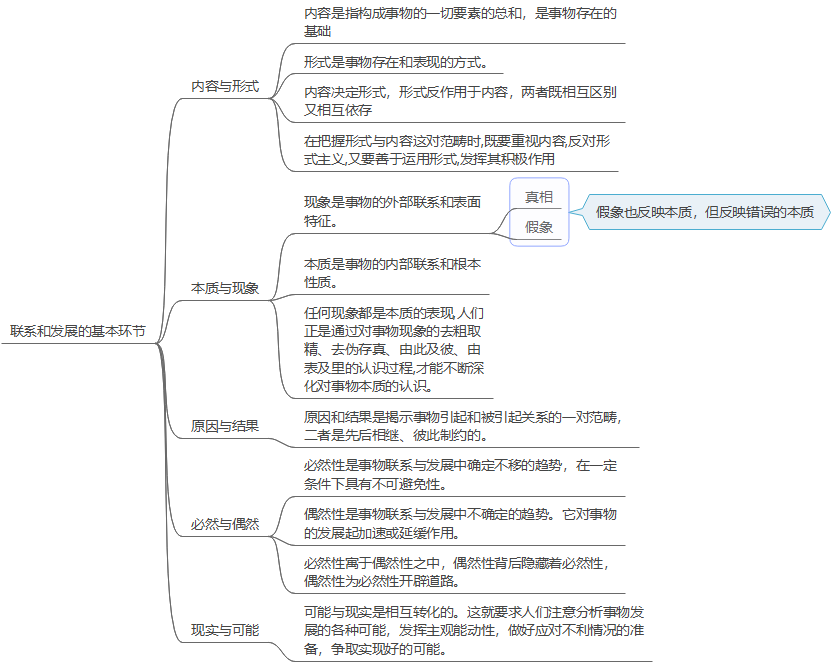 联系和发展的基本环节
内容与形式
内容是指构成事物的一切要素的总和，是事物存在的
基础
形式是事物存在和表现的方式。
内容决定形式，形式反作用于内容，两者既相互区别
又相互依存
在把握形式与内容这对范畴时,既要重视内容,反对形
式主义,又要善于运用形式,发挥其积极作用
本质与现象
现象是事物的外部联系和表面
特征。
真相
假象
假象也反映本质，但反映错误的本质
本质是事物的内部联系和根本
性质。
任何现象都是本质的表现,人们
正是通过对事物现象的去粗取
精、去伪存真、由此及彼、由
表及里的认识过程,才能不断深
化对事物本质的认识。
原因与结果
原因和结果是揭示事物引起和被引起关系的一对范畴，
二者是先后相继、彼此制约的。
必然与偶然
必然性是事物联系与发展中确定不移的趋势，在一定
条件下具有不可避免性。
偶然性是事物联系与发展中不确定的趋势。它对事物
的发展起加速或延缓作用。
必然性寓于偶然性之中，偶然性背后隐藏着必然性，
偶然性为必然性开辟道路。
现实与可能
可能与现实是相互转化的。这就要求人们注意分析事物发
展的各种可能，发挥主观能动性，做好应对不利情况的准
备，争取实现好的可能。